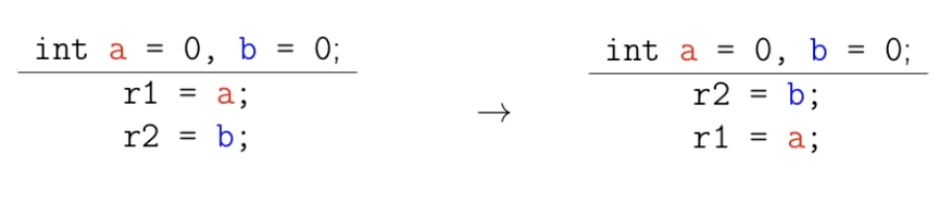 int a = 0, b = 0;
r1 = a;
r2 = b;
→
int a = 0, b = 0;
r2 = b;
r1 = a;